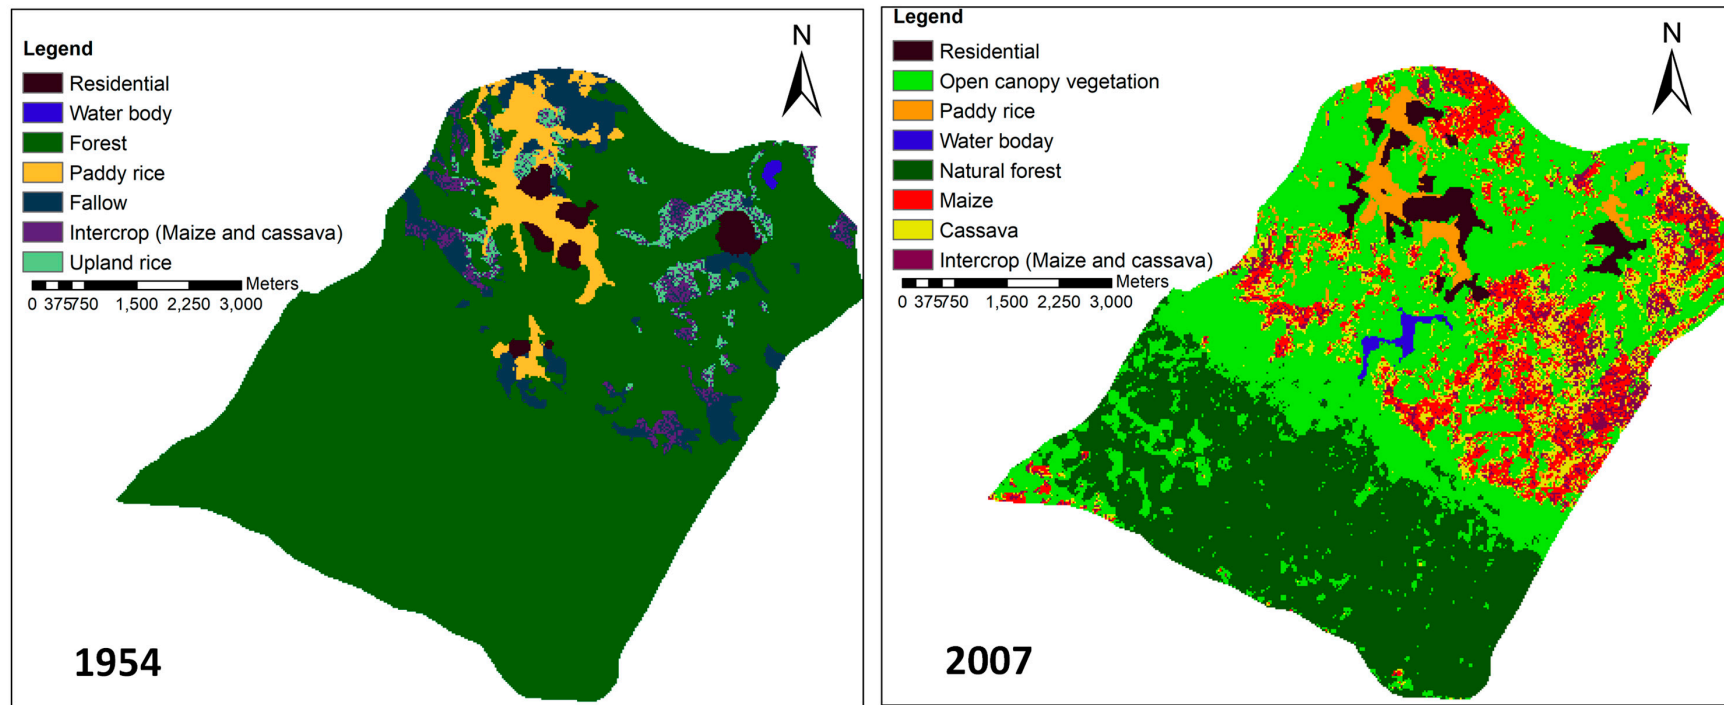 Legend
N
Residential
Water body
Forest
Paddy rice
Fallow
Intercrop (Maize and cassava)
Upland rice
Meters
0 375750 1,500 2,250 3,000
1954
Legend
N
Residential
Open canopy vegetation
Paddy rice
Water boday
Natural forest
Maize
Cassava
Intercrop (Maize and cassava)
Meters
0 375750 1,500 2,250 3,000
2007